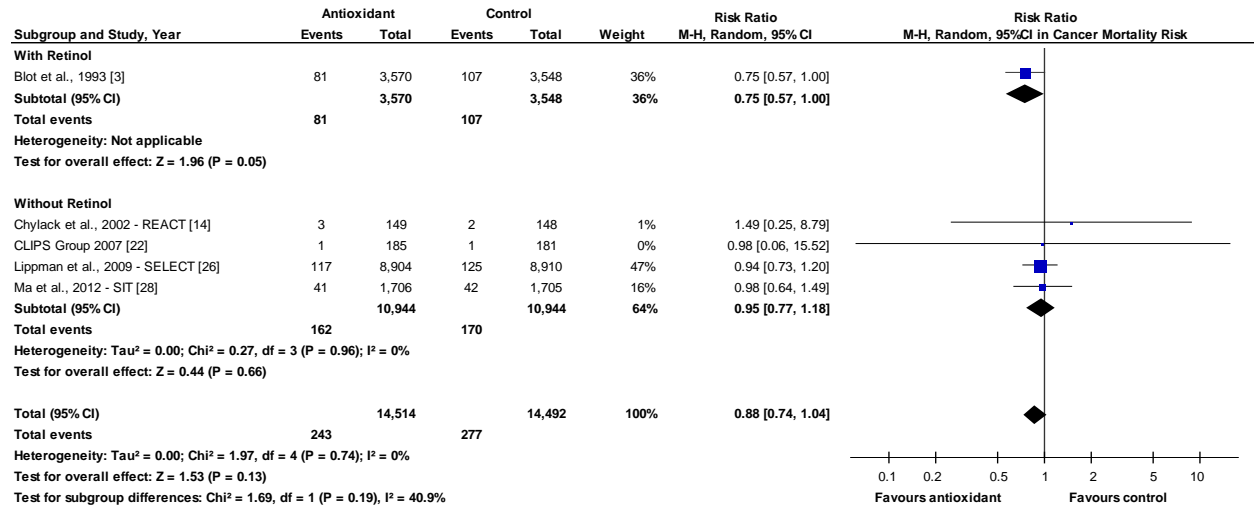 Antioxidant Control Risk Ratio Risk Ratio
Subgroup and Study, Year Events Total Events Total Weight M-H, Random, 95% CI M-H, Random, 95%CI in Cancer Mortality Risk
With Retinol
Blot et al., 1993 [3] 81 3,570 107 3,548 36% 0.75 [0.57, 1.00]
Subtotal (95% CI) 3,570 3,548 36% 0.75 [0.57, 1.00]
Total events 81 107
Heterogeneity: Not applicable
Test for overall effect: Z = 1.96 (P = 0.05)
Without Retinol
Chylack et al., 2002 - REACT [14] 3 149 2 148 1% 1.49 [0.25, 8.79]
CLIPS Group 2007 [22] 1 185 1 181 0% 0.98 [0.06, 15.52]
Lippman et al., 2009 - SELECT [26] 117 8,904 125 8,910 47% 0.94 [0.73, 1.20]
Ma et al., 2012 - SIT [28] 41 1,706 42 1,705 16% 0.98 [0.64, 1.49]
Subtotal (95% CI) 10,944 10,944 64% 0.95 [0.77, 1.18]
Total events 162 170
Heterogeneity: Tau² = 0.00; Chi² = 0.27, df = 3 (P = 0.96); I² = 0%
Test for overall effect: Z = 0.44 (P = 0.66)
Total (95% CI) 14,514 14,492 100% 0.88 [0.74, 1.04]
Total events 243 277
Heterogeneity: Tau² = 0.00; Chi² = 1.97, df = 4 (P = 0.74); I² = 0%
Test for overall effect: Z = 1.53 (P = 0.13)
Test for subgroup differences: Chi² = 1.69, df = 1 (P = 0.19), I² = 40.9%
0.1 0.2 0.5 1 2 5 10
Favours antioxidant Favours control